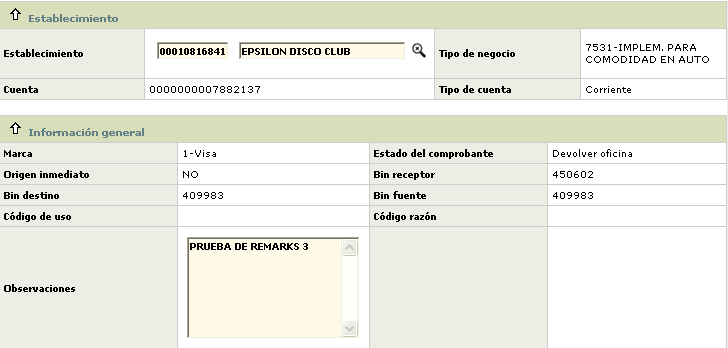 Establecimiento
Establecimiento 00010816841 EPSILON DISCO CLUB Tipo de negocio 7531-IMPLEM. PARA
COMODIDAD EN AUTO
Cuenta 0000000007882137 Tipo de cuenta Corriente
Información general
Marca 1-Visa Estado del comprobante Devolver oficina
Origen inmediato NO Bin receptor 450602
Bin destino 409983 Bin fuente 409983
Código de uso Código razón
Observaciones PRUEBA DE REMARKS 3